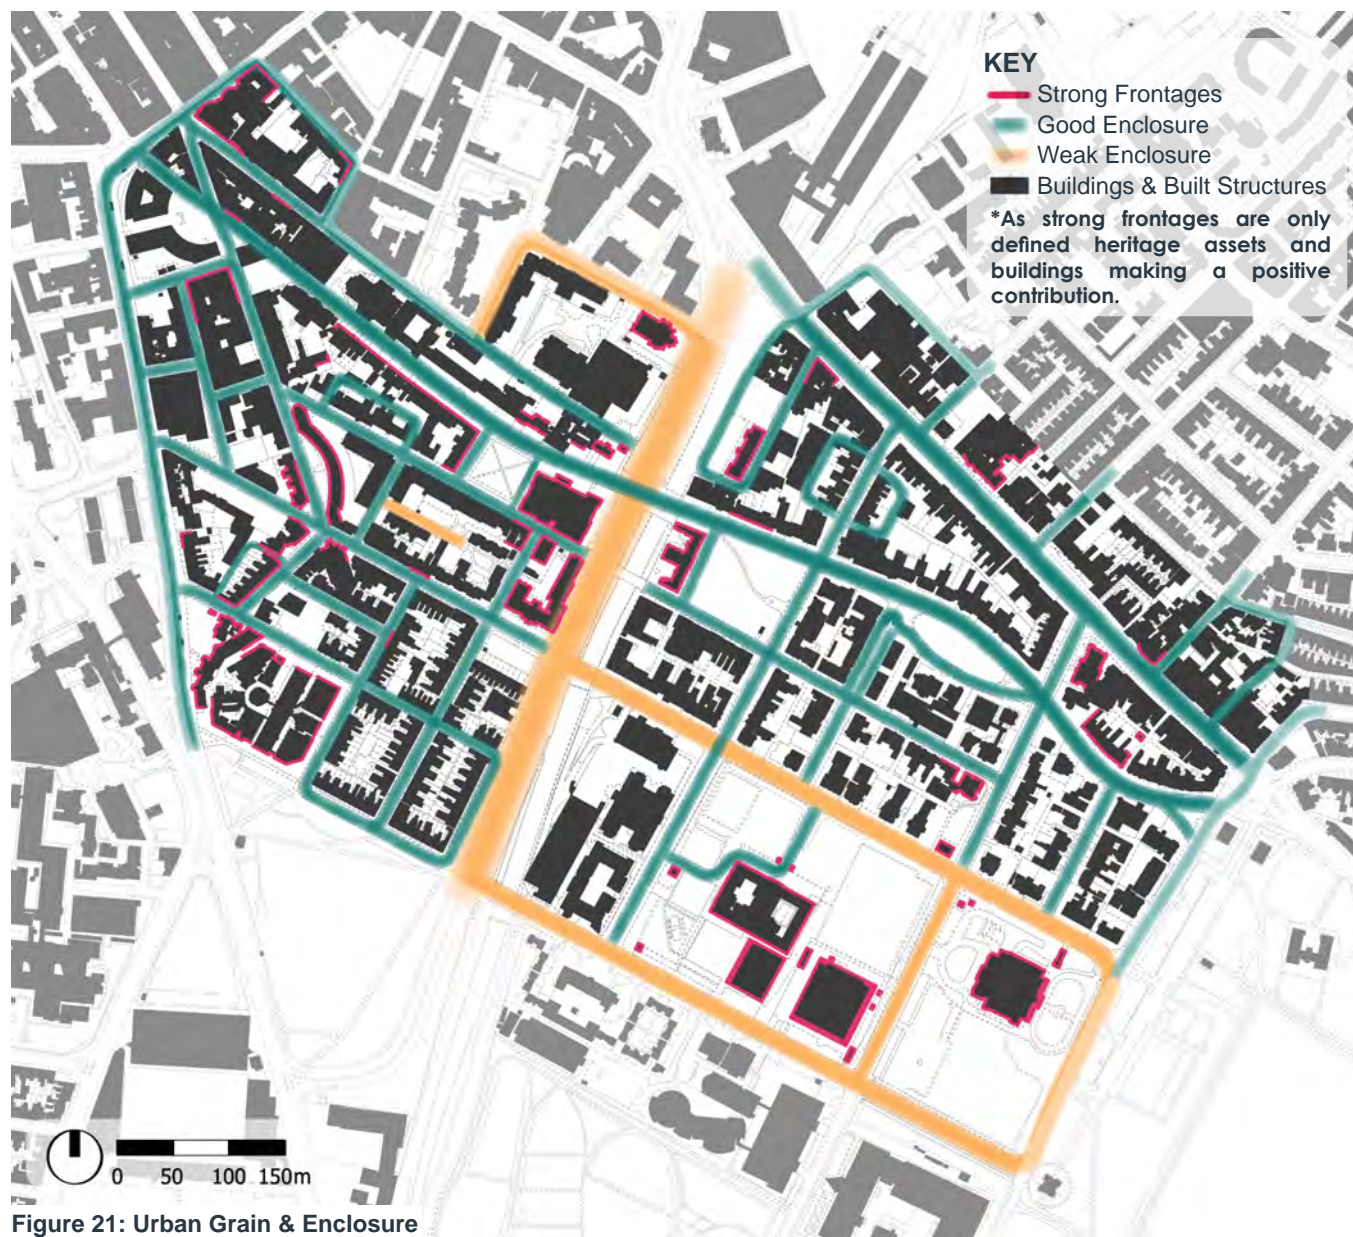 KEY
Strong Frontages
Good Enclosure
Weak Enclosure
Buildings & Built Structures
*As strong frontages are only
defined heritage assets and
buildings making a positive
contribution.
0 50 100 150m
Figure 21: Urban Grain & Enclosure